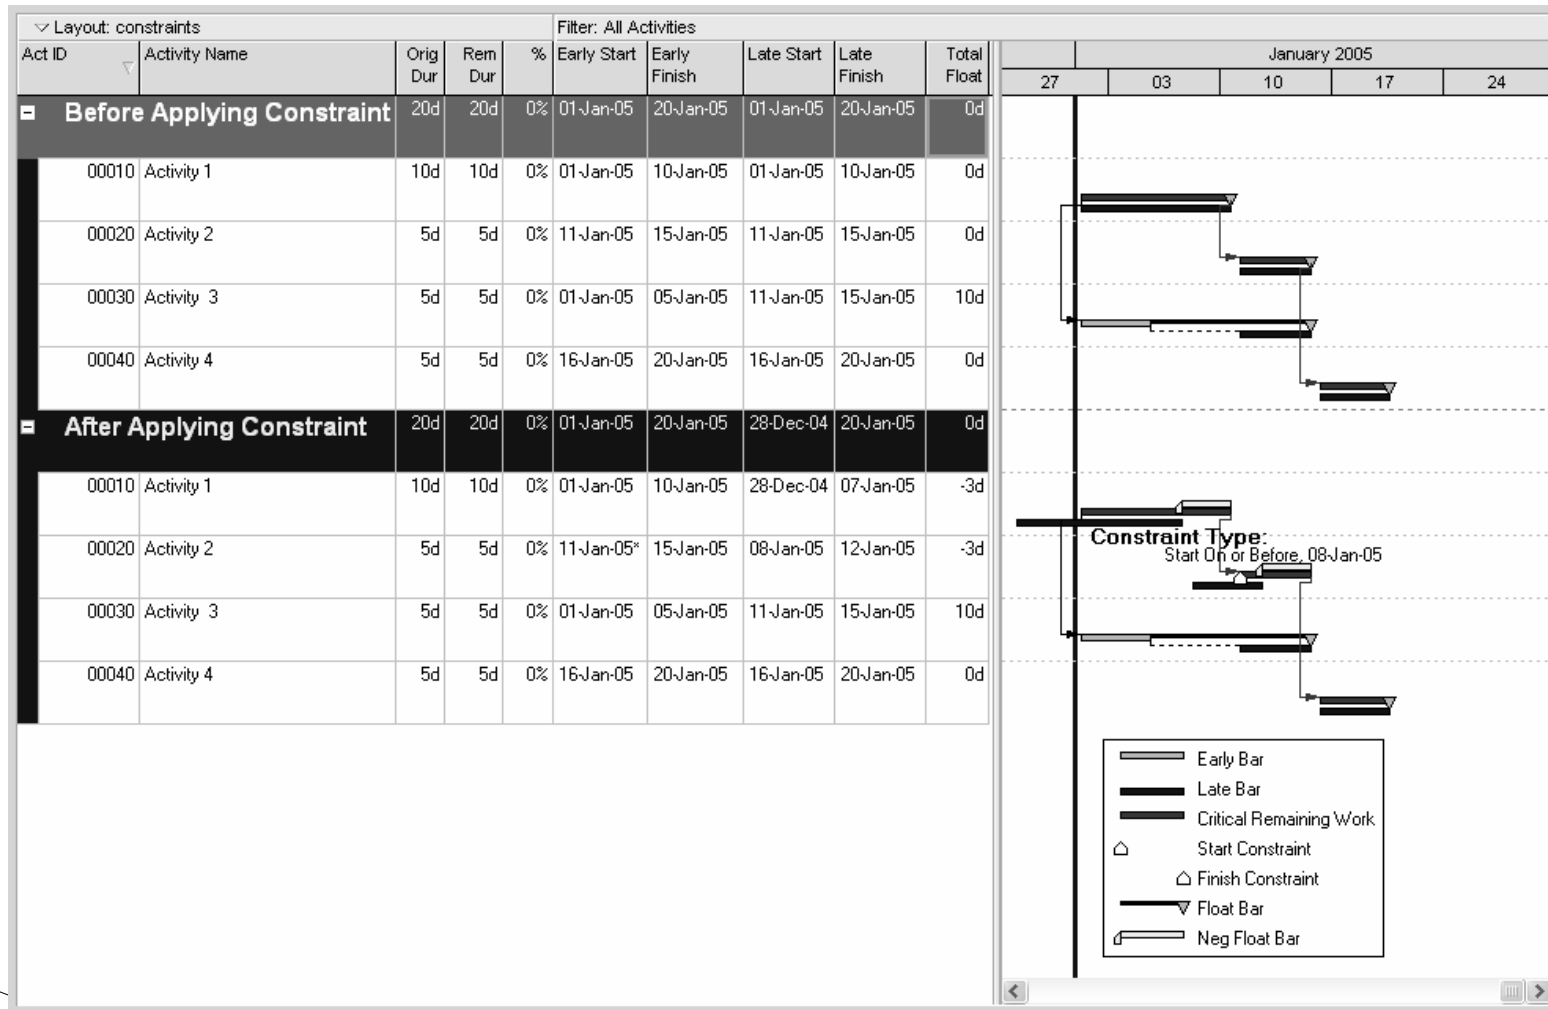 Layout: constraints Filter: All Activities
Act ID Activity Name Orig Dur Rem Dur % Early Start Early Finish Late Start Late Finish Total Float
January 2005
27 03 10 17 24
Before Applying Constraint 20d 20d 0% 01-Jan-05 20-Jan-05 01-Jan-05 20-Jan-05 0d
00010 Activity 1 10d 10d 0% 01-Jan-05 10-Jan-05 01-Jan-05 10-Jan-05 0d
00020 Activity 2 5d 5d 0% 11-Jan-05 15-Jan-05 11-Jan-05 15-Jan-05 0d
00030 Activity 3 5d 5d 0% 01-Jan-05 05-Jan-05 11-Jan-05 15-Jan-05 10d
00040 Activity 4 5d 5d 0% 16-Jan-05 20-Jan-05 16-Jan-05 20-Jan-05 0d
After Applying Constraint 20d 20d 0% 01-Jan-05 20-Jan-05 28-Dec-04 20-Jan-05 0d
00010 Activity 1 10d 10d 0% 01-Jan-05 10-Jan-05 28-Dec-04 07-Jan-05 -3d
00020 Activity 2 5d 5d 0% 11-Jan-05* 15-Jan-05 08-Jan-05 12-Jan-05 -3d
Constraint Type:
Start On or Before, 08-Jan-05
00030 Activity 3 5d 5d 0% 01-Jan-05 05-Jan-05 11-Jan-05 15-Jan-05 10d
00040 Activity 4 5d 5d 0% 16-Jan-05 20-Jan-05 16-Jan-05 20-Jan-05 0d
Early Bar
Late Bar
Critical Remaining Work
Start Constraint
Finish Constraint
Float Bar
Neg Float Bar